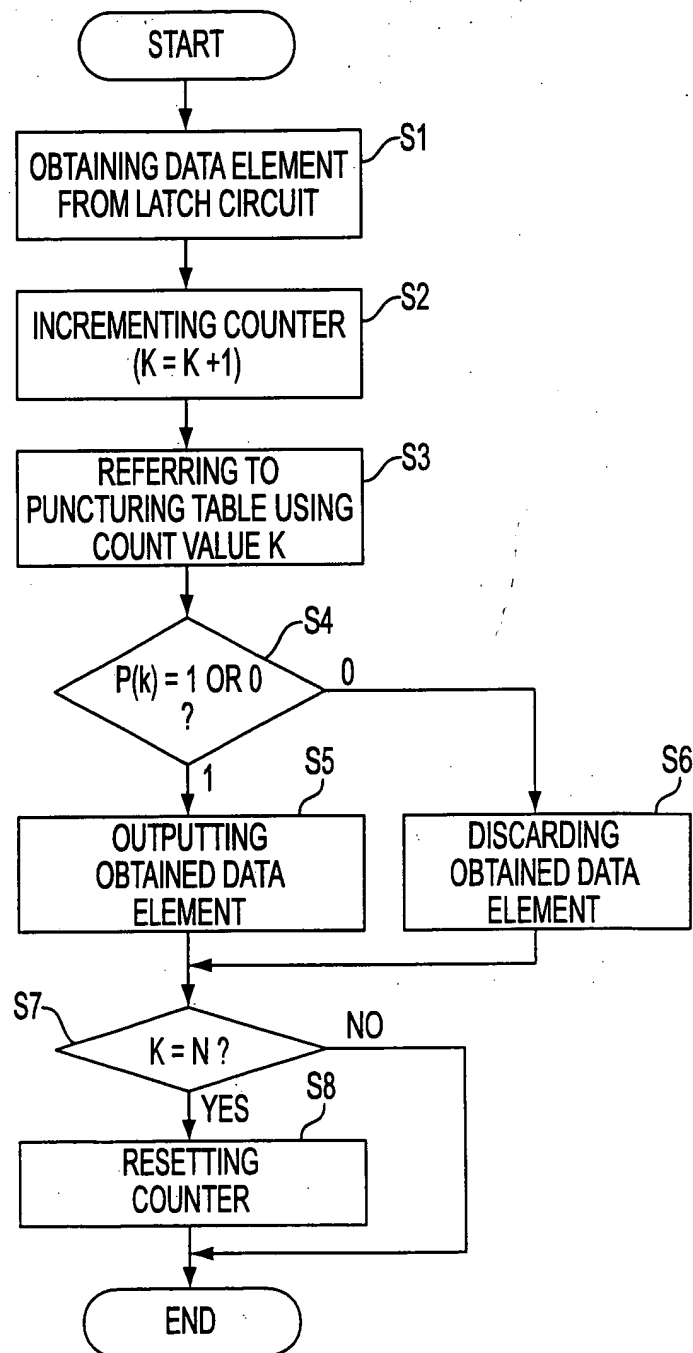 START
S1
OBTAINING DATA ELEMENT
FROM LATCH CIRCUIT
S2
INCREMENTING COUNTER
(K = K +1)
S3
REFERRING TO
PUNCTURING TABLE USING
COUNT VALUE K
S4
P(k) = 1 OR 0
?
0
1
S5
OUTPUTTING
OBTAINED DATA
ELEMENT
S6
DISCARDING
OBTAINED DATA
ELEMENT
S7
K = N ?
NO
YES
S8
RESETTING
COUNTER
END